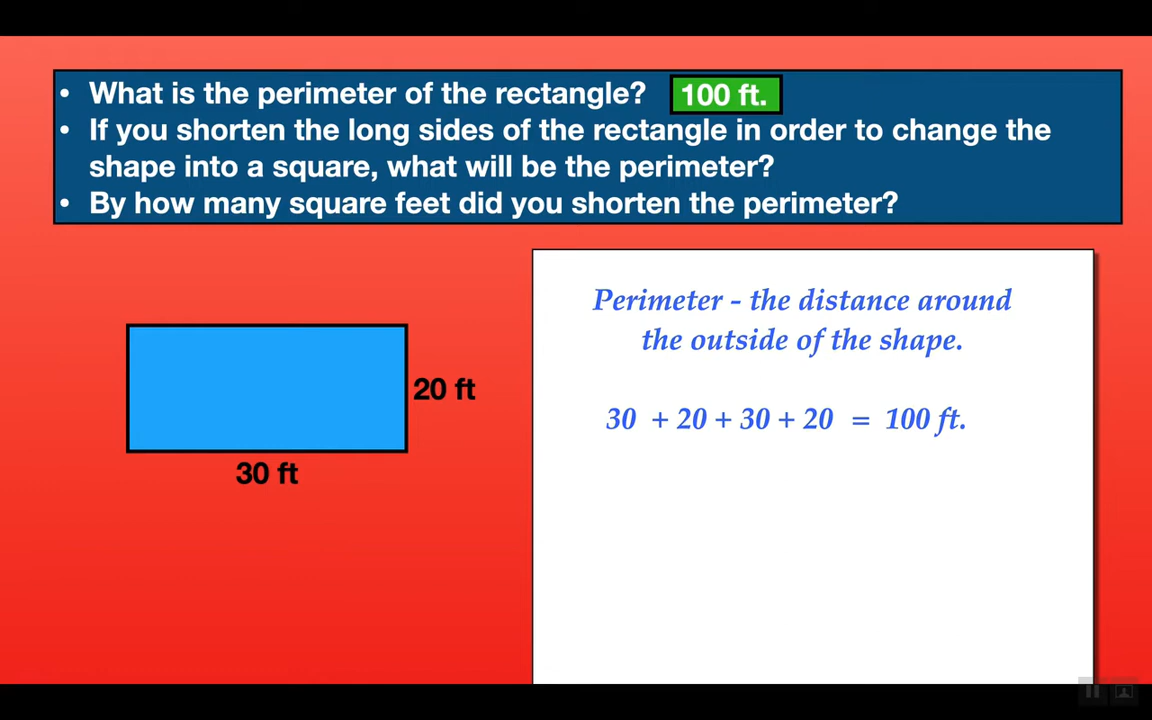 • What is the perimeter of the rectangle? 100 ft.
• If you shorten the long sides of the rectangle in order to change the
shape into a square, what will be the perimeter?
• By how many square feet did you shorten the perimeter?
Perimeter - the distance around
the outside of the shape.
30 + 20 + 30 + 20 = 100 ft.
20 ft
30 ft